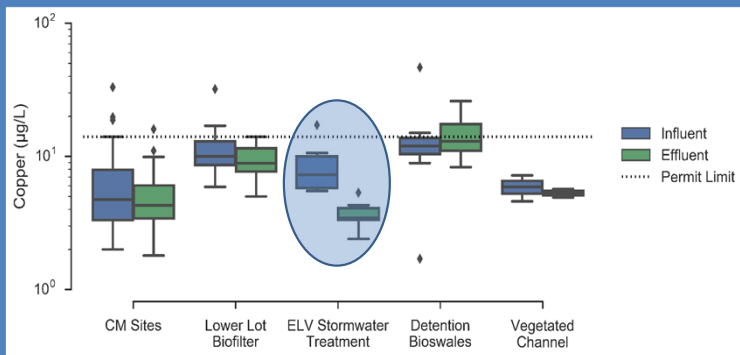 10²
10¹
10⁰
Copper (µg/L)
Influent
Effluent
Permit Limit
CM Sites
Lower Lot
Biofilter
ELV Stormwater
Treatment
Detention
Bioswales
Vegetated
Channel